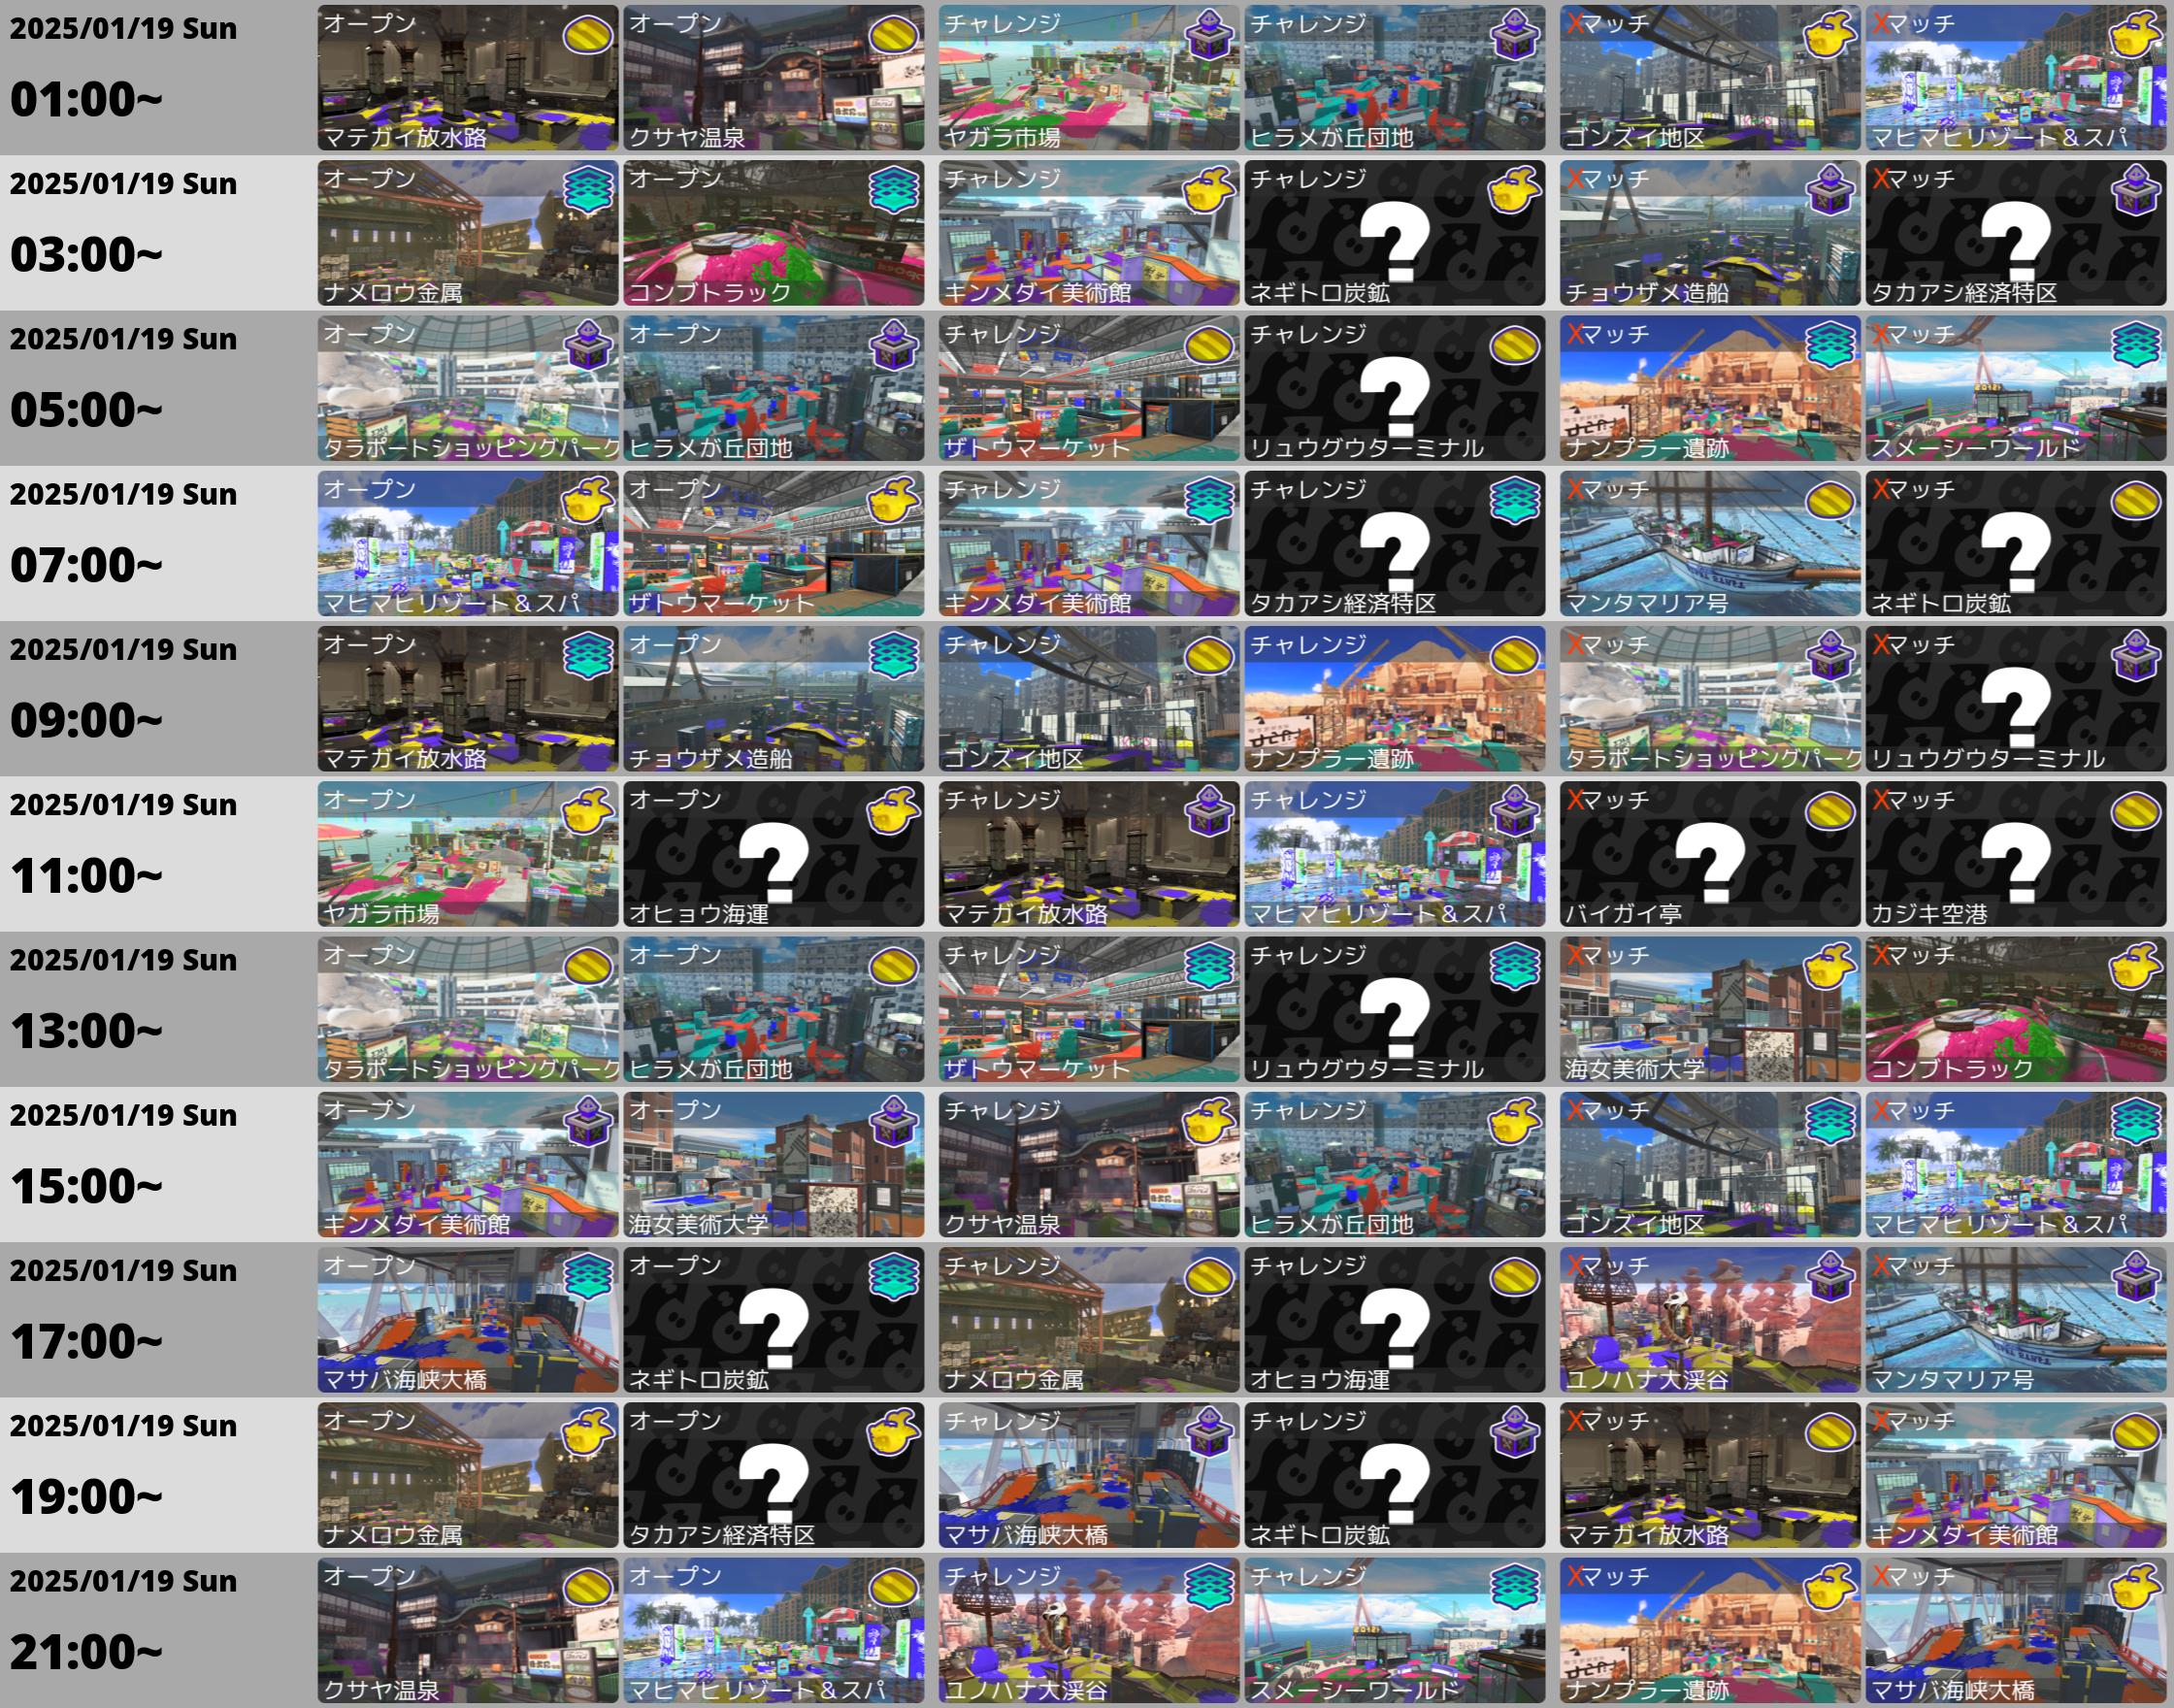 2025/01/19 Sun
01:00~
オープン
マテガイ放水路
オープン
クサヤ温泉
チャレンジ
ヤガラ市場
チャレンジ
ヒラメが丘団地
Xマッチ
ゴンズイ地区
Xマッチ
マヒマヒリゾート＆スパ
2025/01/19 Sun
03:00~
オープン
ナメロウ金属
オープン
コンブトラック
チャレンジ
キンメダイ美術館
チャレンジ
?
ネギトロ炭鉱
Xマッチ
チョウザメ造船
Xマッチ
?
タカアシ経済特区
2025/01/19 Sun
05:00~
オープン
タラポートショッピングパーク
オープン
ヒラメが丘団地
チャレンジ
ザトウマーケット
チャレンジ
?
リュウグウターミナル
Xマッチ
ナンプラー遺跡
Xマッチ
スメーシーワールド
2025/01/19 Sun
07:00~
オープン
マヒマヒリゾート＆スパ
オープン
ザトウマーケット
チャレンジ
キンメダイ美術館
チャレンジ
?
タカアシ経済特区
Xマッチ
マンタマリア号
Xマッチ
?
ネギトロ炭鉱
2025/01/19 Sun
09:00~
オープン
マテガイ放水路
オープン
チョウザメ造船
チャレンジ
ゴンズイ地区
チャレンジ
ナンプラー遺跡
Xマッチ
タラポートショッピングパーク
Xマッチ
?
リュウグウターミナル
2025/01/19 Sun
11:00~
オープン
ヤガラ市場
オープン
?
オヒョウ海運
チャレンジ
マテガイ放水路
チャレンジ
マヒマヒリゾート＆スパ
Xマッチ
?
バイガイ亭
Xマッチ
?
カジキ空港
2025/01/19 Sun
13:00~
オープン
タラポートショッピングパーク
オープン
ヒラメが丘団地
チャレンジ
ザトウマーケット
チャレンジ
?
リュウグウターミナル
Xマッチ
海女美術大学
Xマッチ
コンブトラック
2025/01/19 Sun
15:00~
オープン
キンメダイ美術館
オープン
海女美術大学
チャレンジ
クサヤ温泉
チャレンジ
ヒラメが丘団地
Xマッチ
ゴンズイ地区
Xマッチ
マヒマヒリゾート＆スパ
2025/01/19 Sun
17:00~
オープン
マサバ海峡大橋
オープン
?
ネギトロ炭鉱
チャレンジ
ナメロウ金属
チャレンジ
?
オヒョウ海運
Xマッチ
ユノハナ大渓谷
Xマッチ
マンタマリア号
2025/01/19 Sun
19:00~
オープン
ナメロウ金属
オープン
?
タカアシ経済特区
チャレンジ
マサバ海峡大橋
チャレンジ
?
ネギトロ炭鉱
Xマッチ
マテガイ放水路
Xマッチ
キンメダイ美術館
2025/01/19 Sun
21:00~
オープン
クサヤ温泉
オープン
マヒマヒリゾート＆スパ
チャレンジ
ユノハナ大渓谷
チャレンジ
スメーシーワールド
Xマッチ
ナンプラー遺跡
Xマッチ
マサバ海峡大橋